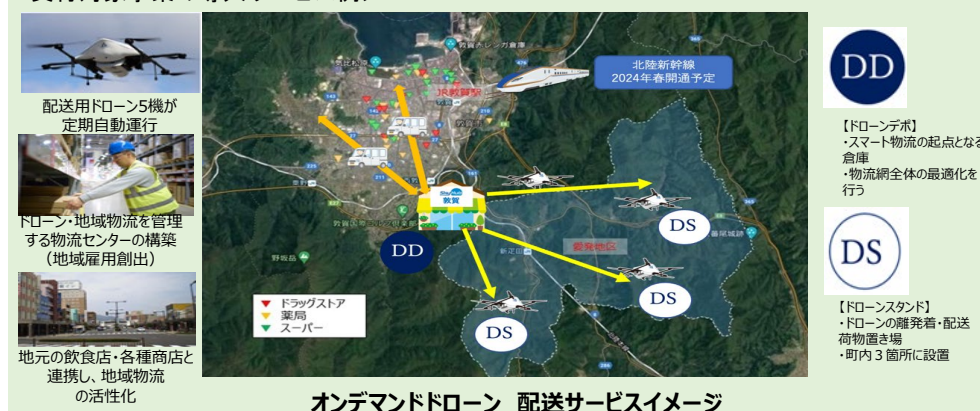 配送用ドローン5機が
定期自動運行
ドローン・地域物流を管理
する物流センターの構築
(地域雇用創出)
地元の飲食店・各種商店と
連携し、地域物流
の活性化
北陸新幹線
2024年春開通予定
JR敦賀駅
敦賀
DD
DS
DS
DS
愛発地区
野坂岳
新疋田
▼ ドラッグストア
▼ 薬局
▼ スーパー
オンデマンドドローン 配送サービスイメージ
DD
【ドローンデポ】
・スマート物流の起点となる
倉庫
・物流網全体の最適化を
行う
DS
【ドローンスタンド】
・ドローンの離発着・配送
荷物置き場
・町内3箇所に設置